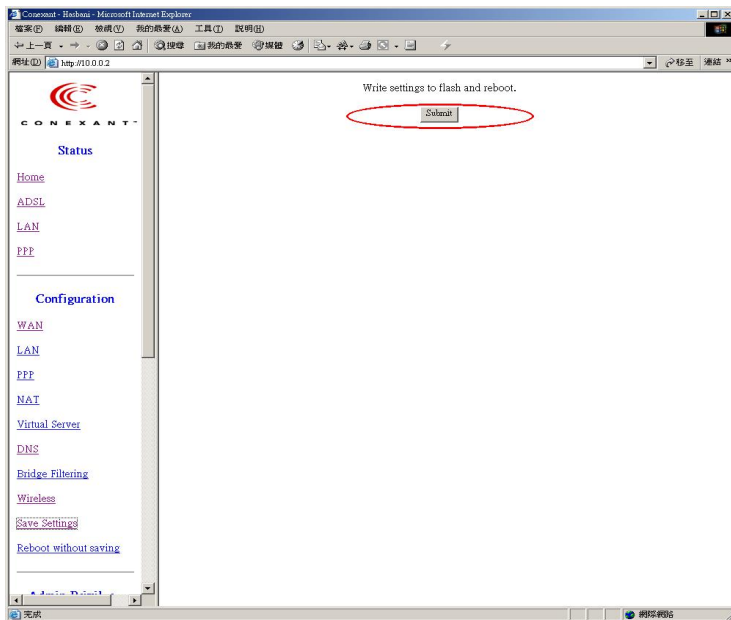 Conexant - Hasbani - Microsoft Internet Explorer
檔案(F) 編輯(E) 檢視(V) 我的最愛(A) 工具(T) 說明(H)
上一頁 搜尋 我的最愛 媒體
網址(D) http://10.0.0.2 移至 連結 »
CONEXANT
Status
Home
ADSL
LAN
PPP
Configuration
WAN
LAN
PPP
NAT
Virtual Server
DNS
Bridge Filtering
Wireless
Save Settings
Reboot without saving
Write settings to flash and reboot.
Submit
完成 網際網路